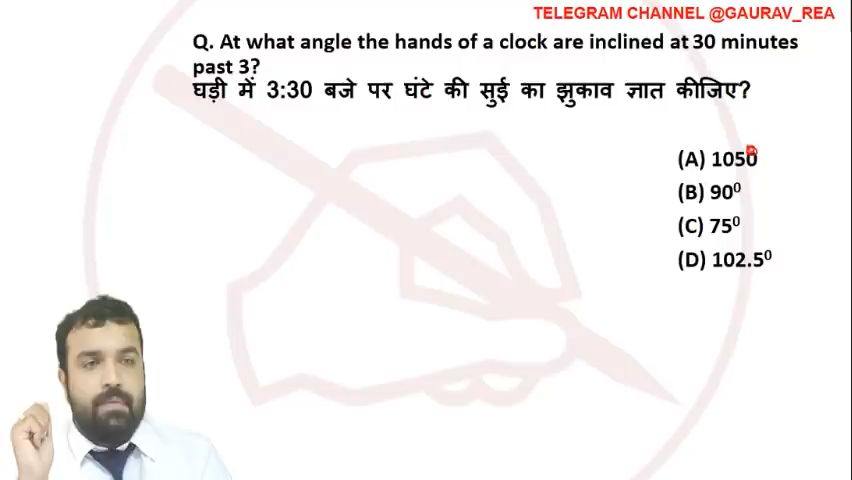 TELEGRAM CHANNEL @GAURAV_REA
Q. At what angle the hands of a clock are inclined at 30 minutes
past 3?
घड़ी में 3:30 बजे पर घंटे की सुई का झुकाव ज्ञात कीजिए?
(A) 1050
(B) 90⁰
(C) 75⁰
(D) 102.5⁰